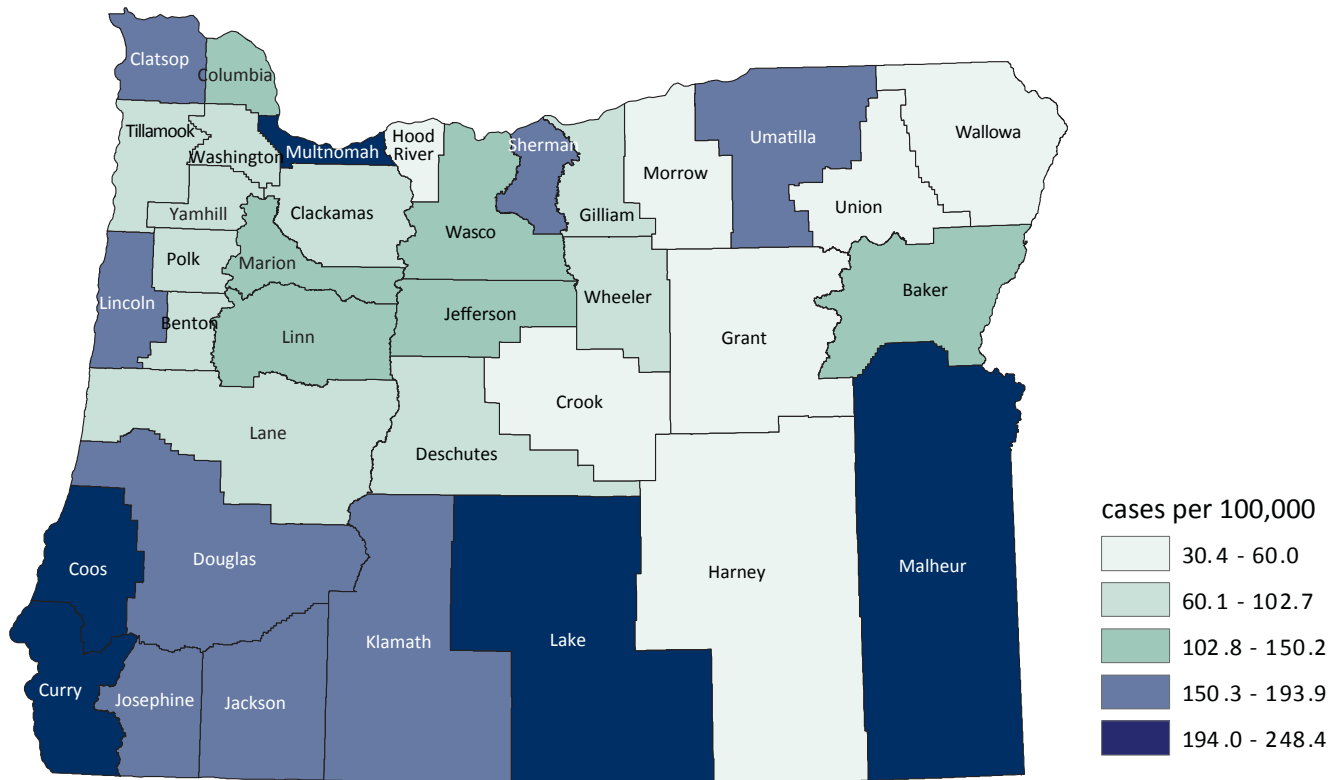 Clatsop
Columbia
Tillamook
Washington
Multnomah
Hood
River
Sherman
Umatilla
Wallowa
Morrow
Union
Gilliam
Yamhill
Clackamas
Wasco
Polk
Marion
Lincoln
Benton
Linn
Jefferson
Wheeler
Grant
Baker
Crook
Lane
Deschutes
Coos
Douglas
Harney
Malheur
Klamath
Lake
Curry
Josephine
Jackson
cases per 100,000
30.4 - 60.0
60.1 - 102.7
102.8 - 150.2
150.3 - 193.9
194.0 - 248.4